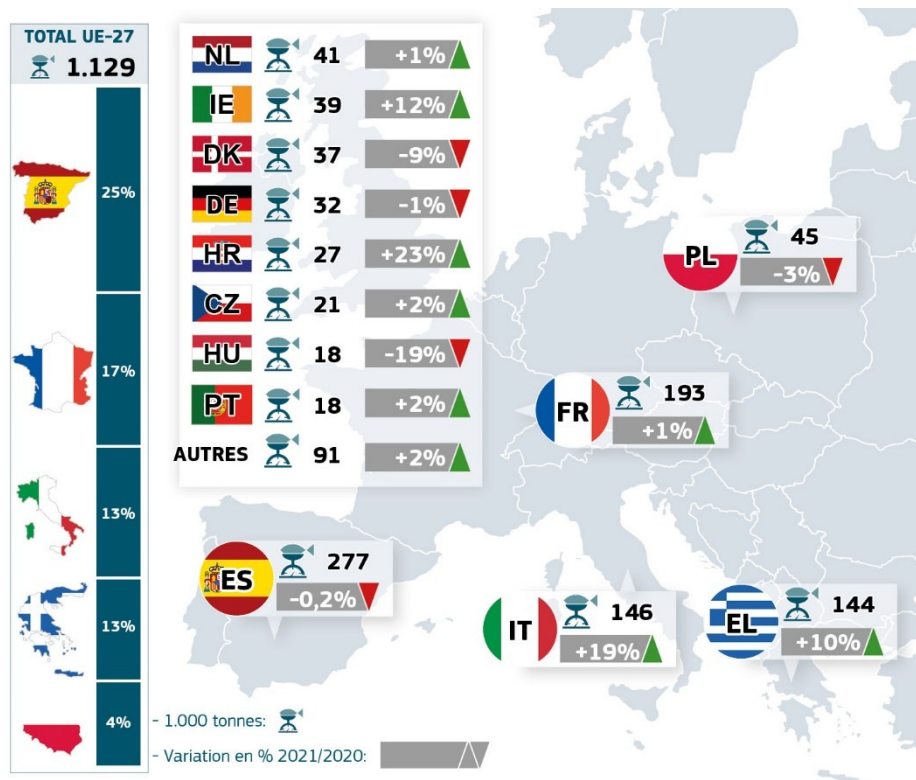 TOTAL UE-27
1.129
25%
17%
13%
13%
4%
NL 41 +1%
IE 39 +12%
DK 37 -9%
DE 32 -1%
HR 27 +23%
CZ 21 +2%
HU 18 -19%
PT 18 +2%
AUTRES 91 +2%
PL 45
-3%
FR 193
+1%
ES 277
-0,2%
IT 146
+19%
EL 144
+10%
- 1.000 tonnes:
- Variation en % 2021/2020: